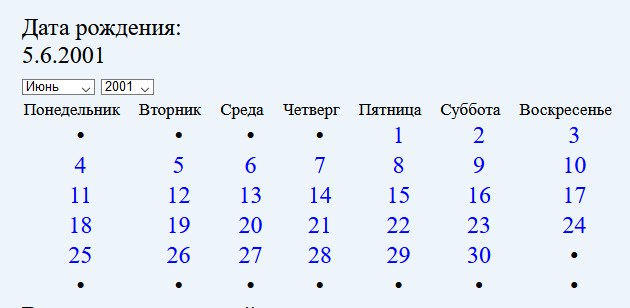 Дата рождения:
5.6.2001
Июнь 2001
Понедельник Вторник Среда Четверг Пятница Суббота Воскресенье
• • • • 1 2 3
4 5 6 7 8 9 10
11 12 13 14 15 16 17
18 19 20 21 22 23 24
25 26 27 28 29 30 •
• • • • • • •